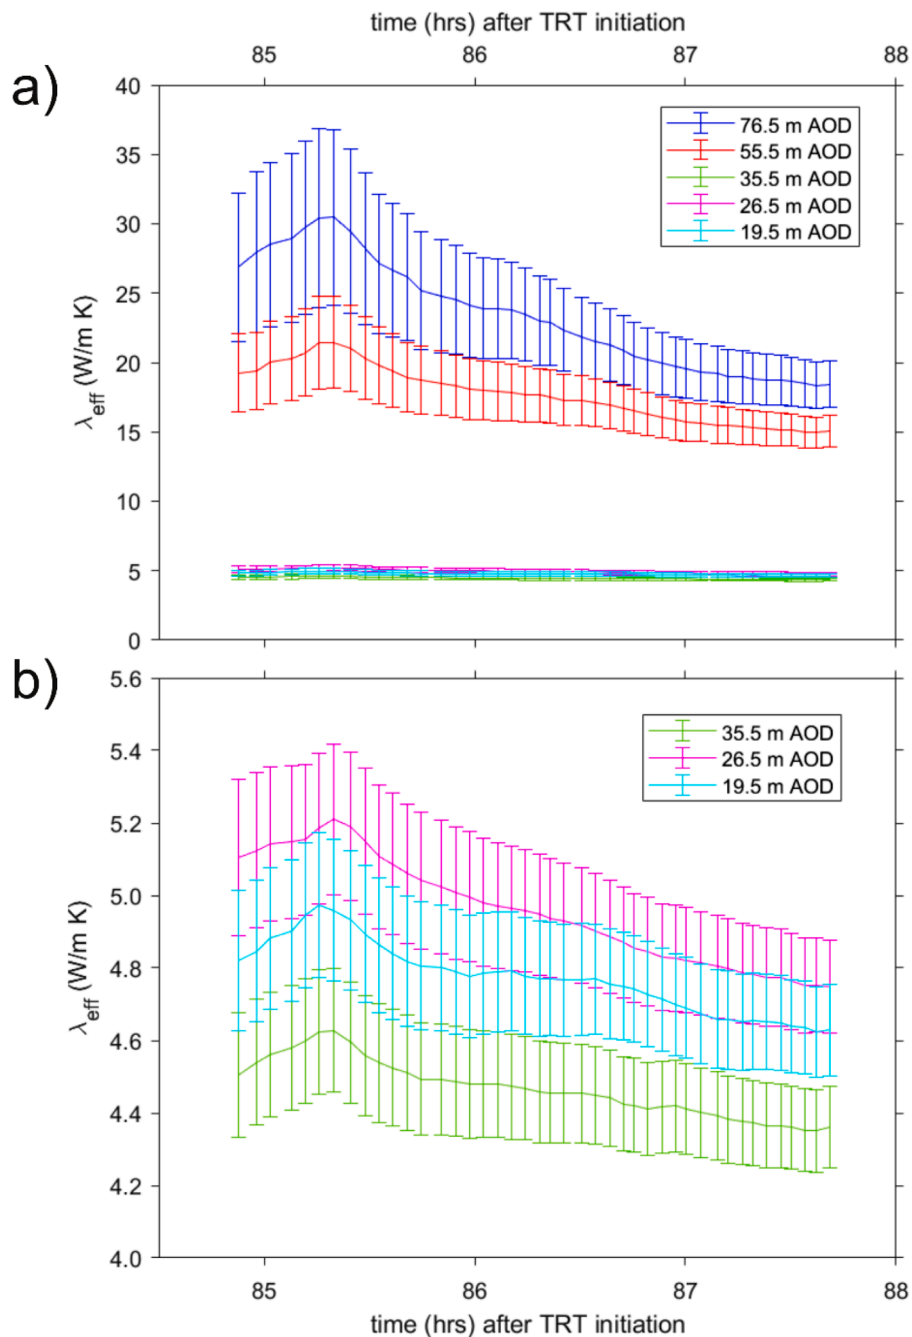 time (hrs) after TRT initiation
85 86 87 88
a)
40
35
30
25
20
15
10
5
0
λeff (W/m K)
76.5 m AOD
55.5 m AOD
35.5 m AOD
26.5 m AOD
19.5 m AOD
b)
5.6
5.4
5.2
5.0
4.8
4.6
4.4
4.2
4.0
λeff (W/m K)
35.5 m AOD
26.5 m AOD
19.5 m AOD
85 86 87 88
time (hrs) after TRT initiation